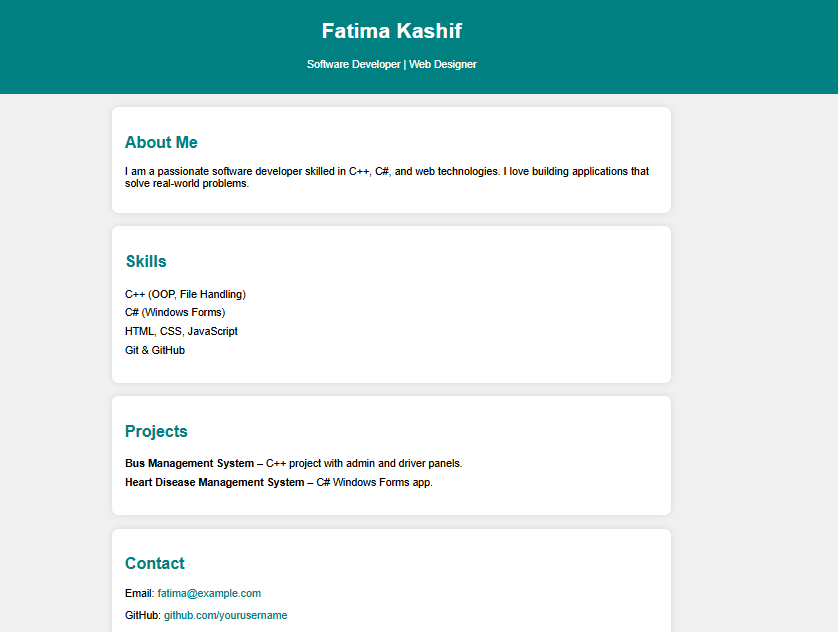 Fatima Kashif
Software Developer | Web Designer
About Me
I am a passionate software developer skilled in C++, C#, and web technologies. I love building applications that
solve real-world problems.
Skills
C++ (OOP, File Handling)
C# (Windows Forms)
HTML, CSS, JavaScript
Git & GitHub
Projects
Bus Management System – C++ project with admin and driver panels.
Heart Disease Management System – C# Windows Forms app.
Contact
Email: fatima@example.com
GitHub: github.com/yourusername